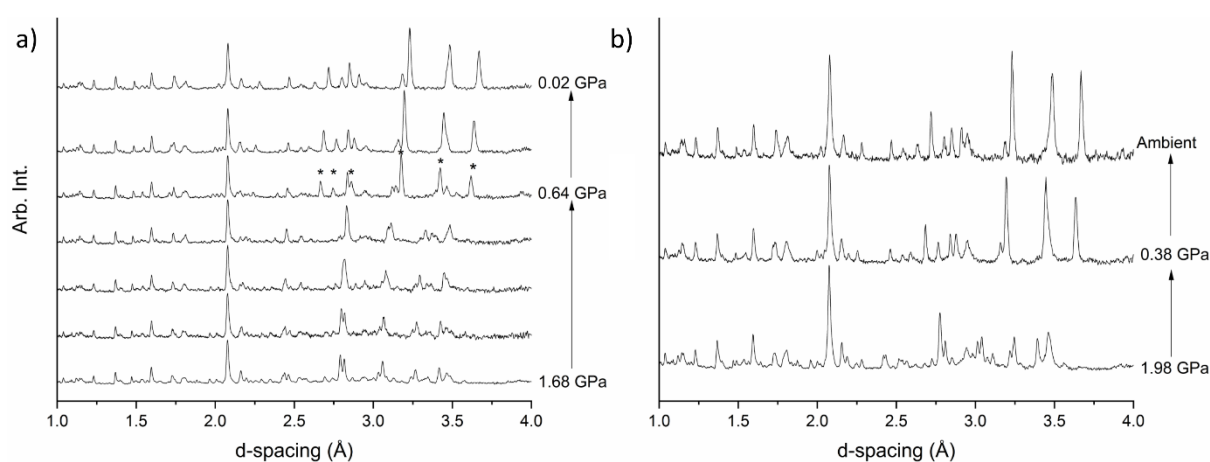 a)
Arb. Int.
0.02 GPa
0.64 GPa
1.68 GPa
* * * * * * *
1.0 1.5 2.0 2.5 3.0 3.5 4.0
d-spacing (Å)
b)
Ambient
0.38 GPa
1.98 GPa
1.0 1.5 2.0 2.5 3.0 3.5 4.0
d-spacing (Å)